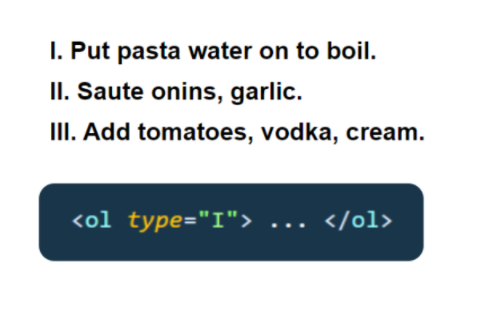 I. Put pasta water on to boil.
II. Saute onins, garlic.
III. Add tomatoes, vodka, cream.
<ol type="I"> ... </ol>